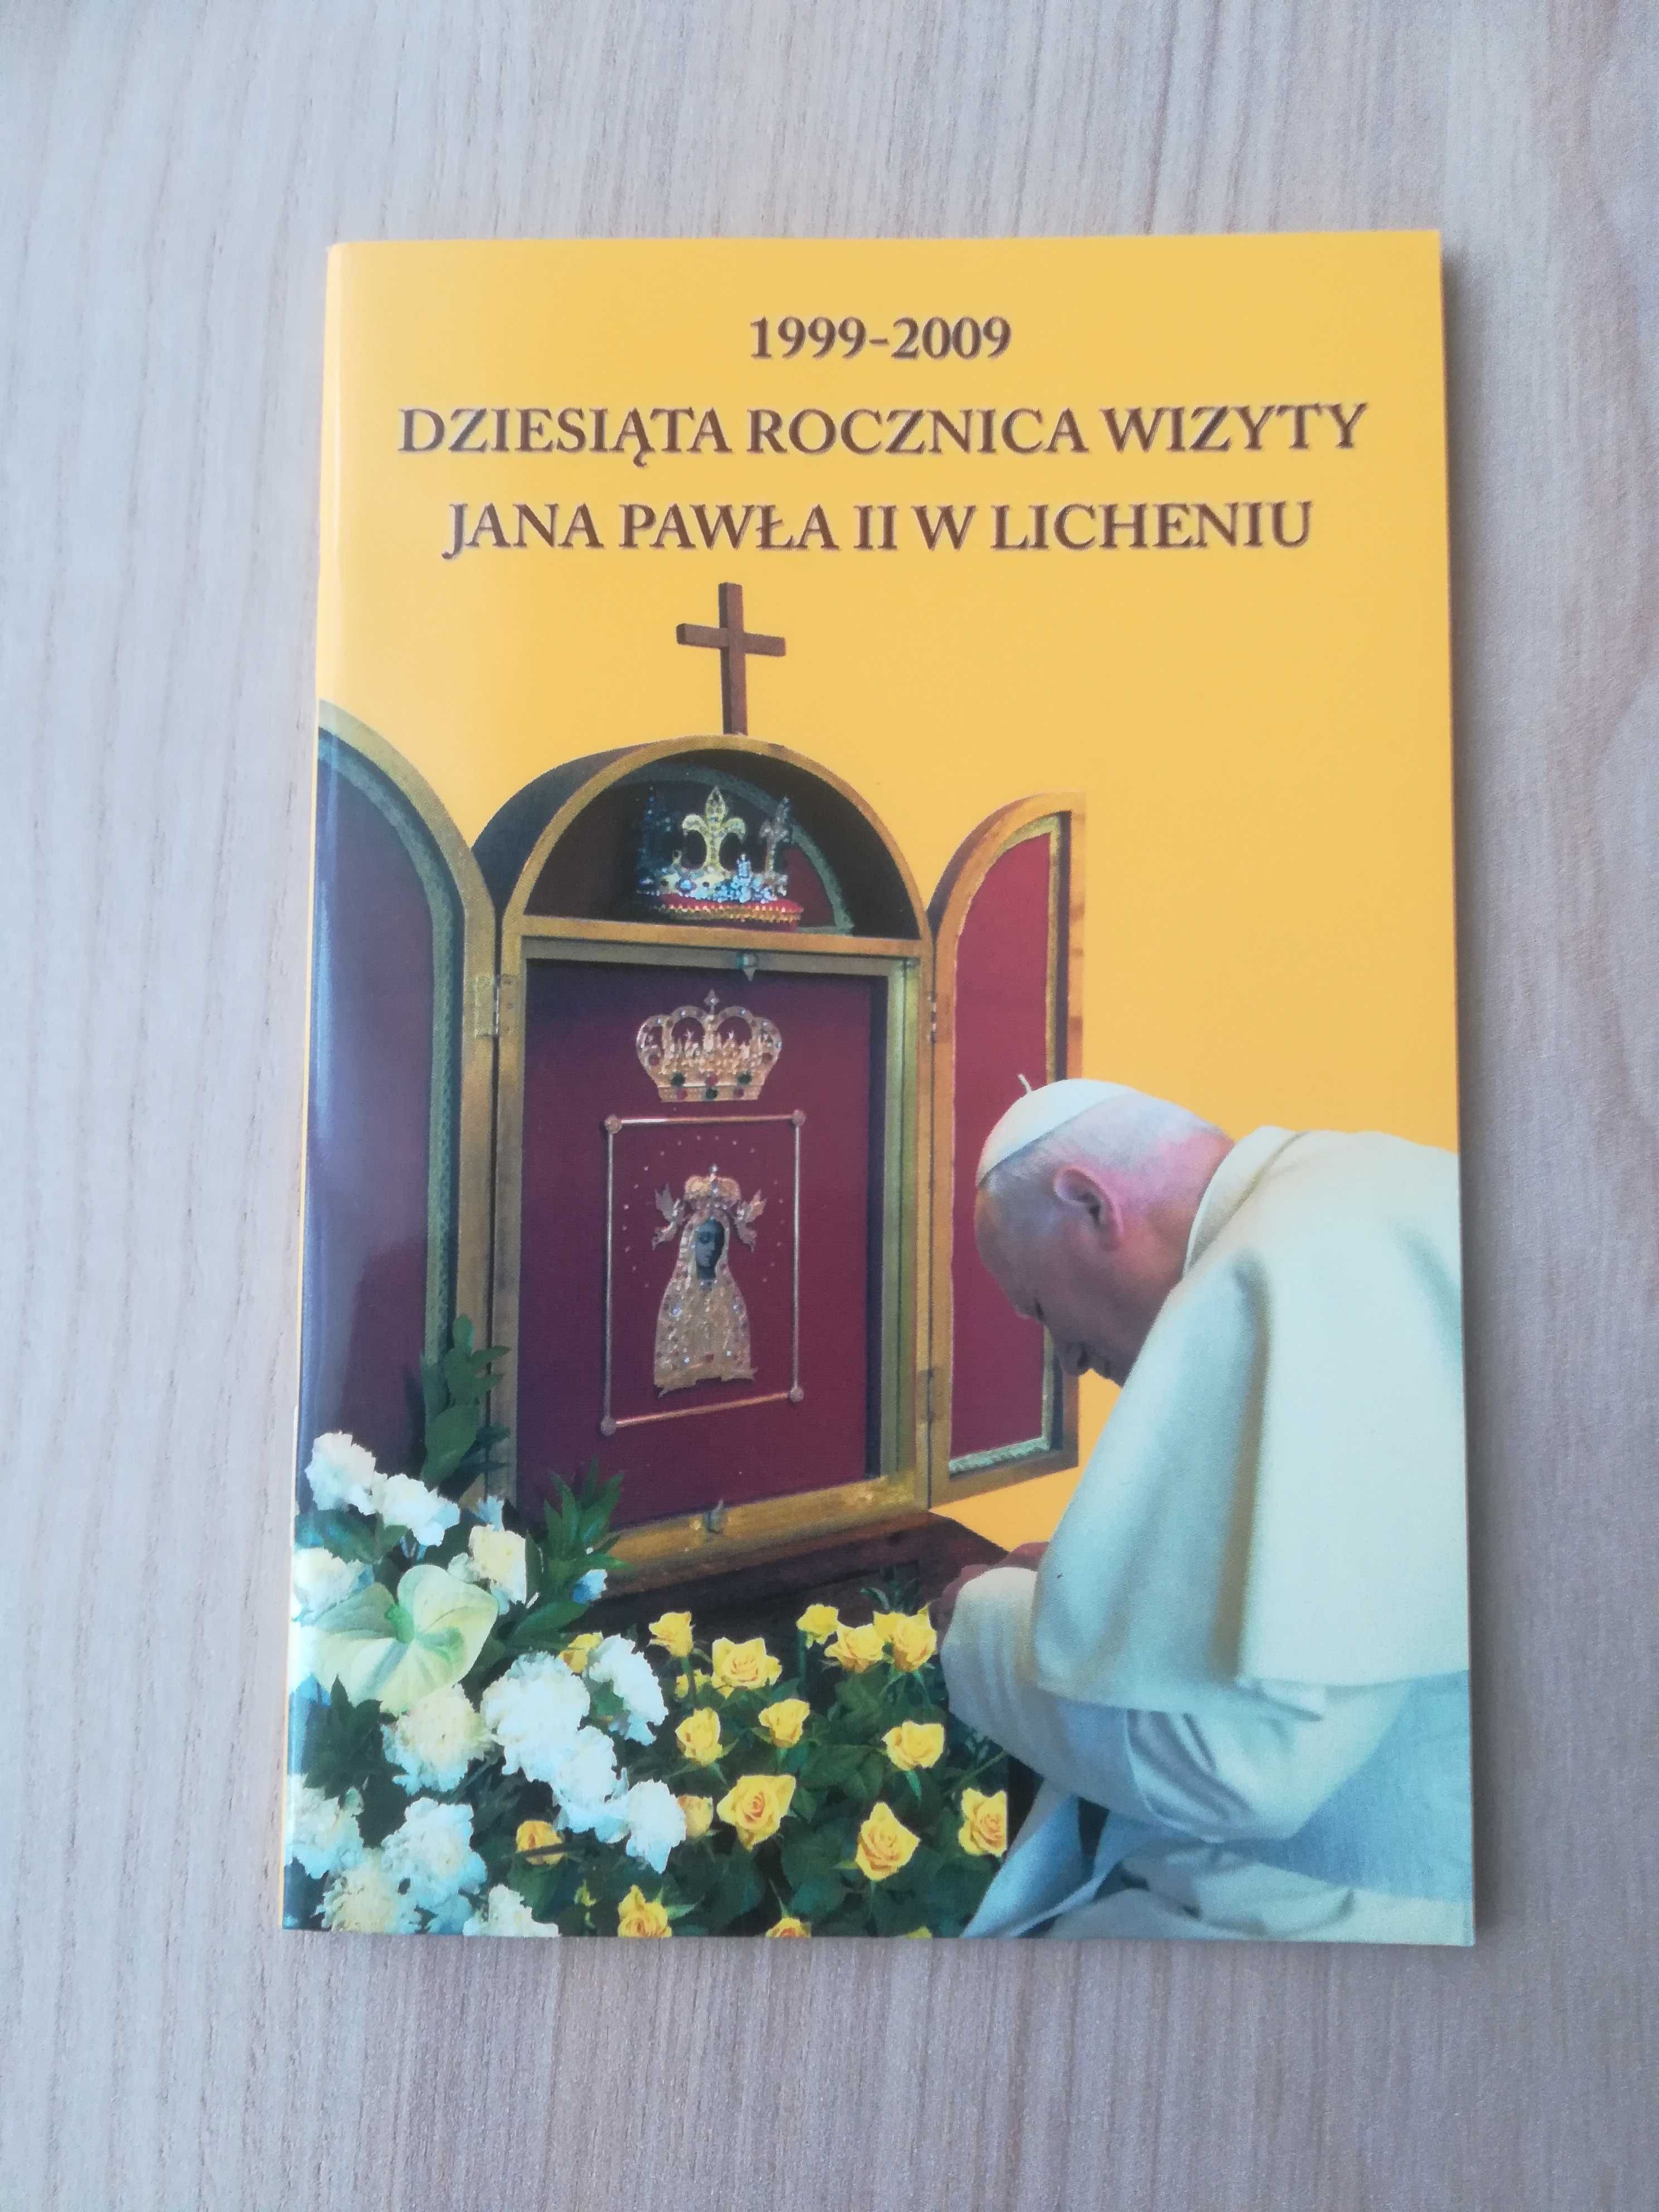 1999-2009
DZIESIĄTA ROCZNICA WIZYTY
JANA PAWŁA II W LICHENIU